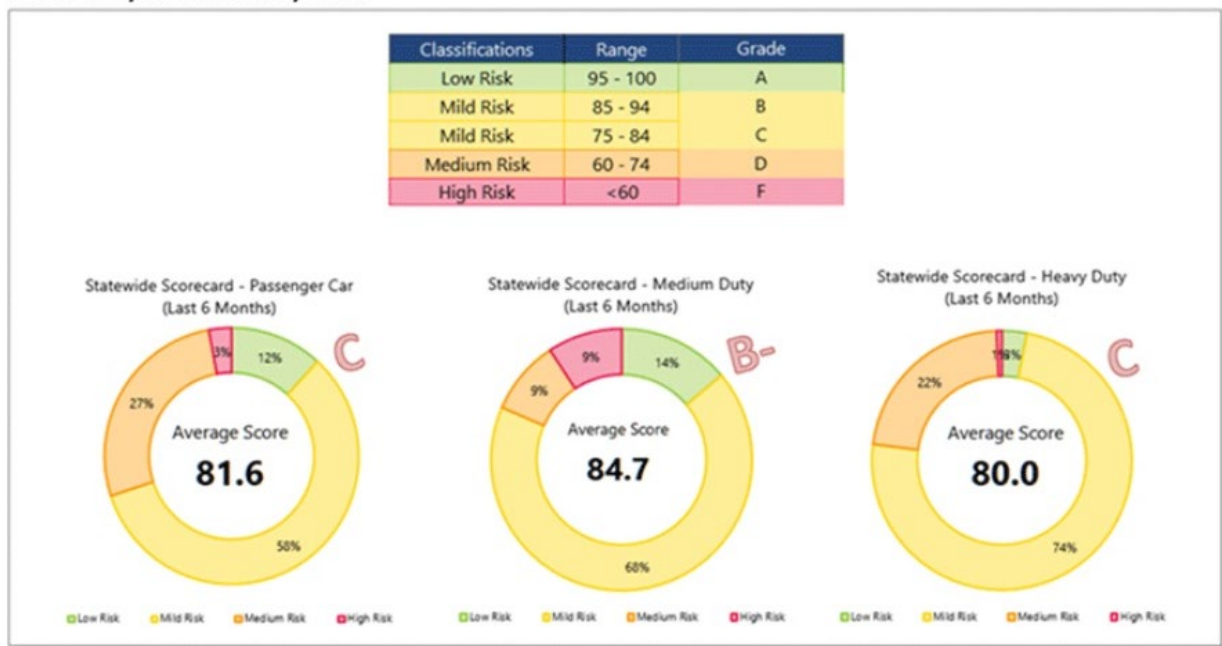 Classifications Range Grade
Low Risk 95 - 100 A
Mild Risk 85 - 94 B
Mild Risk 75 - 84 C
Medium Risk 60 - 74 D
High Risk <60 F
Statewide Scorecard - Passenger Car
(Last 6 Months)
C
3%
12%
27%
58%
Average Score
81.6
Low Risk Mild Risk Medium Risk High Risk
Statewide Scorecard - Medium Duty
(Last 6 Months)
B-
9%
14%
9%
68%
Average Score
84.7
Low Risk Mild Risk Medium Risk High Risk
Statewide Scorecard - Heavy Duty
(Last 6 Months)
C
22%
74%
Average Score
80.0
Low Risk Mild Risk Medium Risk High Risk